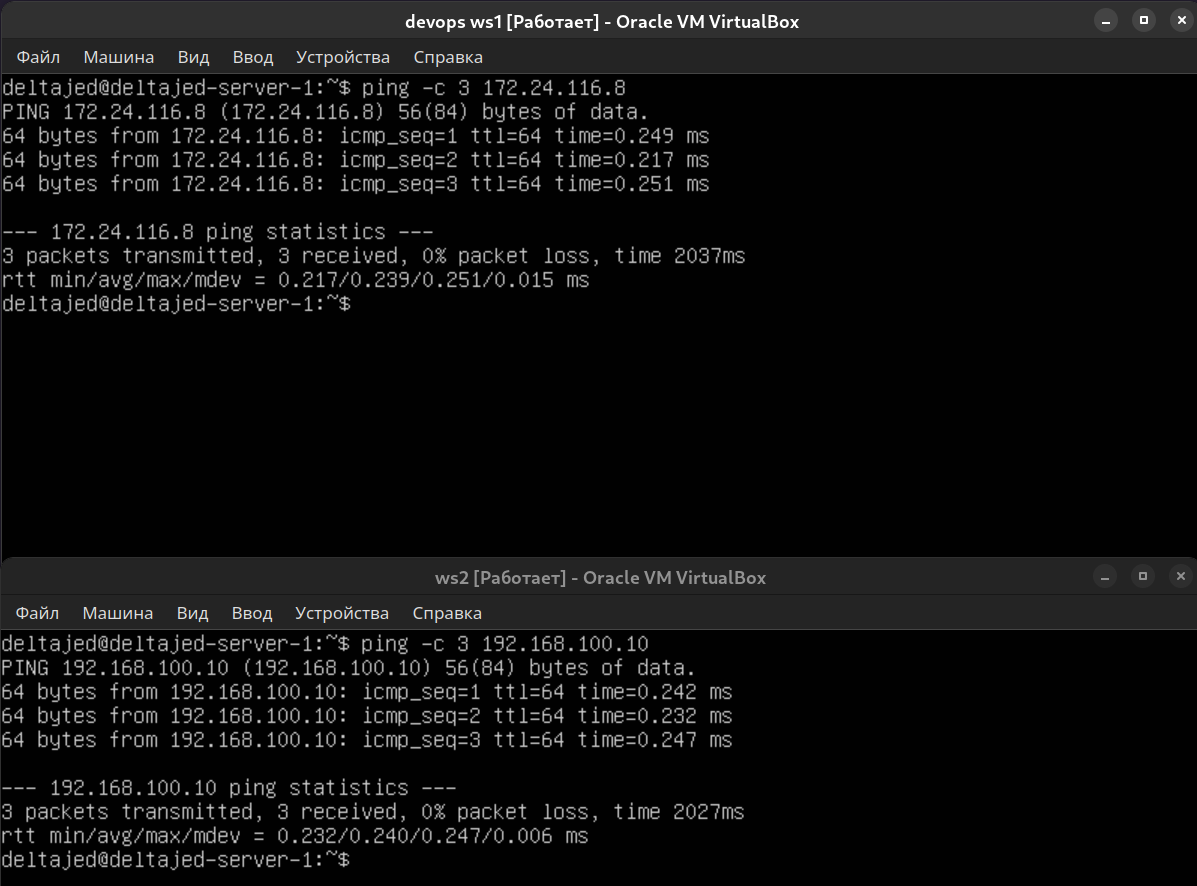 devops ws1 [Работает] - Oracle VM VirtualBox
Файл Машина Вид Ввод Устройства Справка
deltajed@deltajed-server-1:~$ ping -c 3 172.24.116.8
PING 172.24.116.8 (172.24.116.8) 56(84) bytes of data.
64 bytes from 172.24.116.8: icmp_seq=1 ttl=64 time=0.249 ms
64 bytes from 172.24.116.8: icmp_seq=2 ttl=64 time=0.217 ms
64 bytes from 172.24.116.8: icmp_seq=3 ttl=64 time=0.251 ms
--- 172.24.116.8 ping statistics ---
3 packets transmitted, 3 received, 0% packet loss, time 2037ms
rtt min/avg/max/mdev = 0.217/0.239/0.251/0.015 ms
deltajed@deltajed-server-1:~$
ws2 [Работает] - Oracle VM VirtualBox
Файл Машина Вид Ввод Устройства Справка
deltajed@deltajed-server-1:~$ ping -c 3 192.168.100.10
PING 192.168.100.10 (192.168.100.10) 56(84) bytes of data.
64 bytes from 192.168.100.10: icmp_seq=1 ttl=64 time=0.242 ms
64 bytes from 192.168.100.10: icmp_seq=2 ttl=64 time=0.232 ms
64 bytes from 192.168.100.10: icmp_seq=3 ttl=64 time=0.247 ms
--- 192.168.100.10 ping statistics ---
3 packets transmitted, 3 received, 0% packet loss, time 2027ms
rtt min/avg/max/mdev = 0.232/0.240/0.247/0.006 ms
deltajed@deltajed-server-1:~$